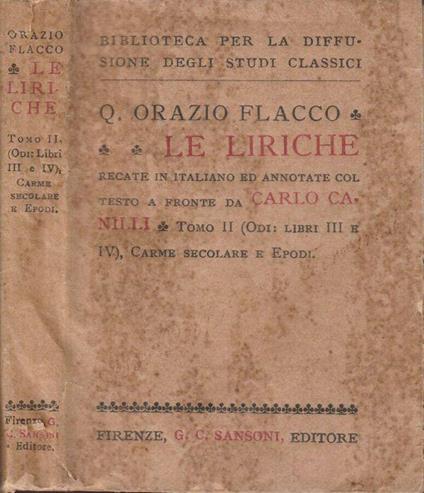 ORAZIO
FLACCO
♣ LE
LIRI-
CHE
Tomo II.
(Odi: Libri
III e IV),
Carme
secolare
e Epodi.
Firenze, G.
C. SANSONI
• Editore.
BIBLIOTECA PER LA DIFFU-
SIONE DEGLI STUDI CLASSICI
Q. ORAZIO FLACCO ♣
♣ ♣ LE LIRICHE
RECATE IN ITALIANO ED ANNOTATE COL
TESTO A FRONTE DA CARLO CA-
NILLI ♣ Tomo II (Odi: libri III e
IV), Carme secolare e Epodi.
FIRENZE, G. C. SANSONI, EDITORE